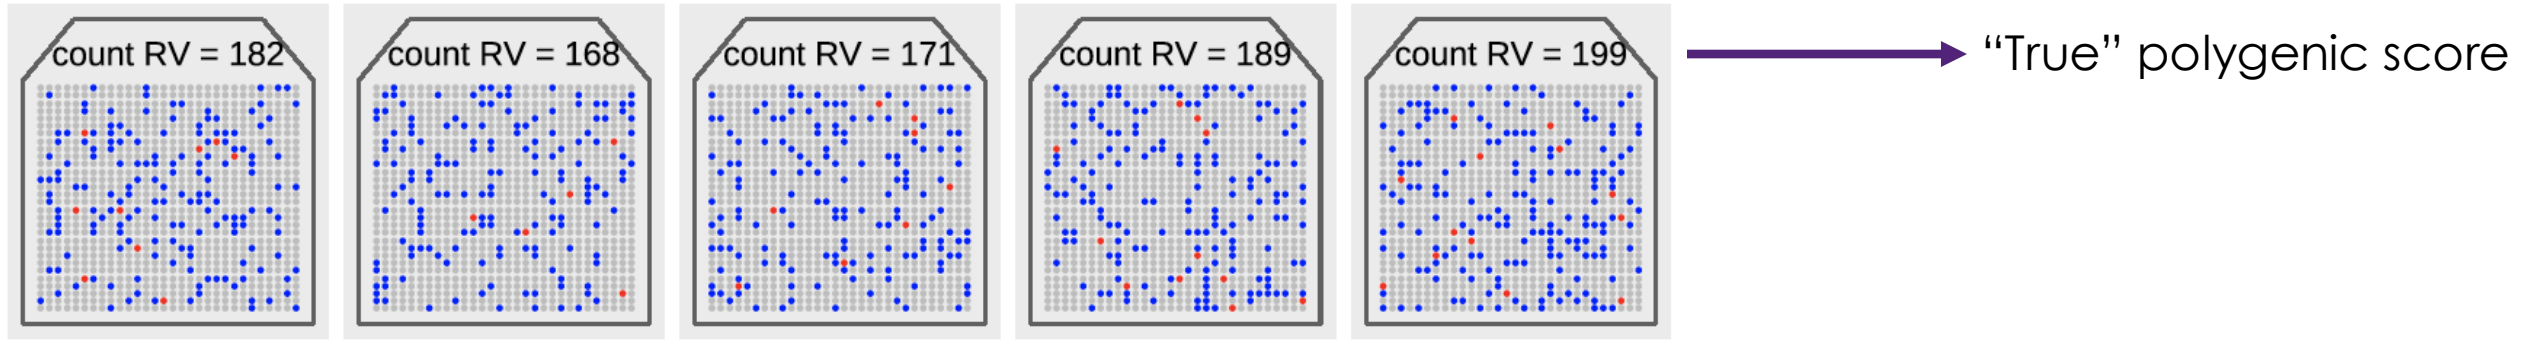 count RV = 182
count RV = 168
count RV = 171
count RV = 189
count RV = 199
“True” polygenic score